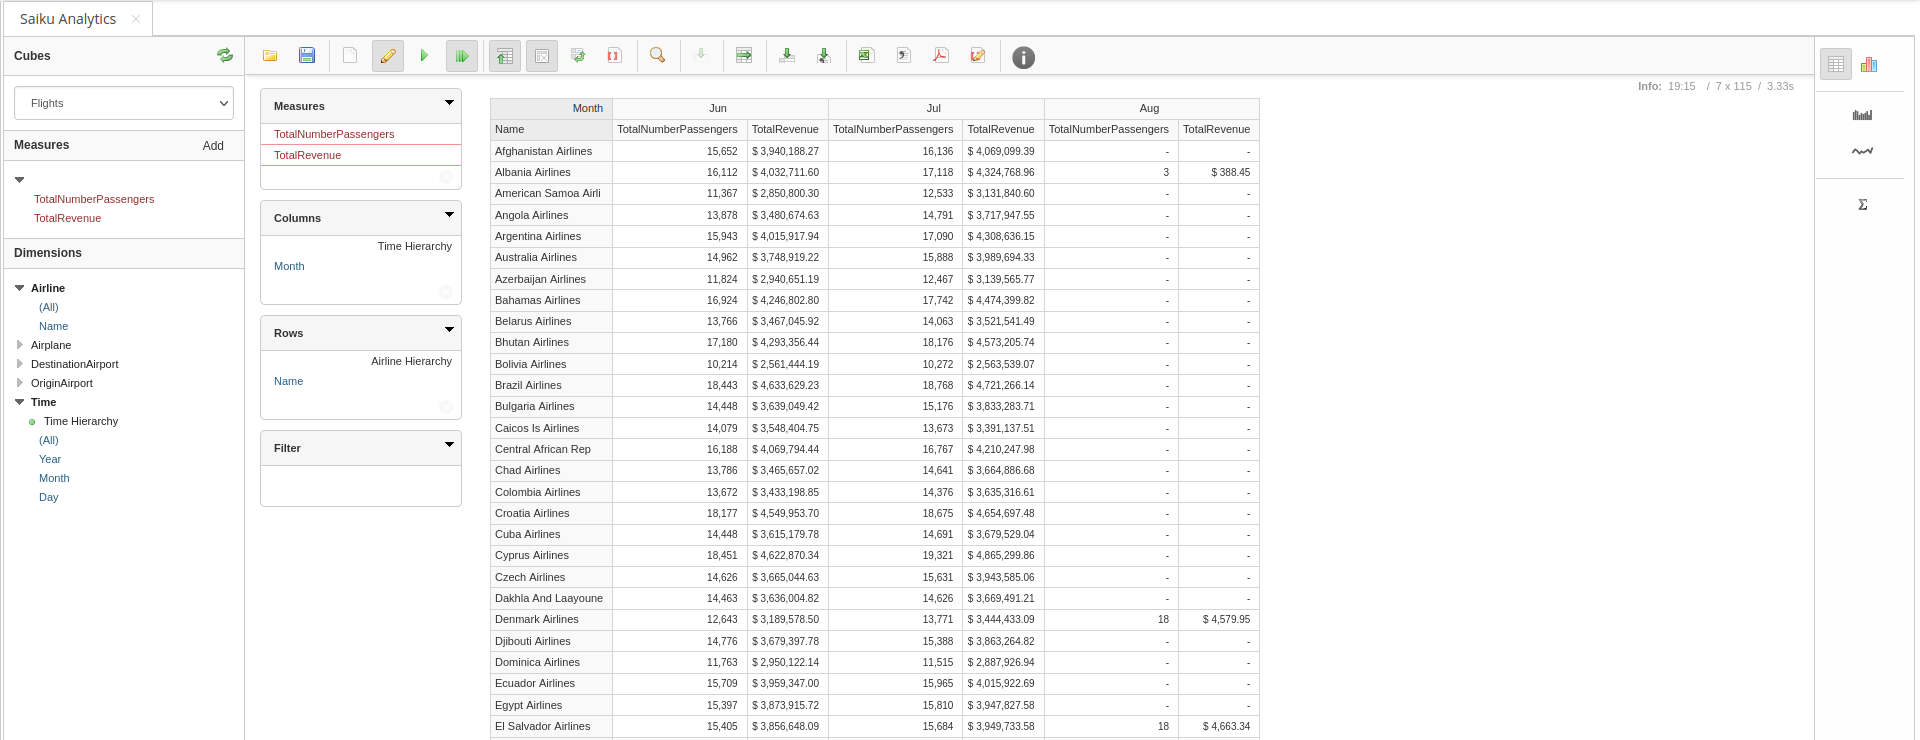 Saiku Analytics ×
Cubes
Flights
Measures Add
TotalNumberPassengers
TotalRevenue
Dimensions
Airline
(All)
Name
Airplane
DestinationAirport
OriginAirport
Time
Time Hierarchy
(All)
Year
Month
Day
Measures
TotalNumberPassengers
TotalRevenue
Columns
Time Hierarchy
Month
Rows
Airline Hierarchy
Name
Filter
Info: 19:15 / 7 x 115 / 3.33s
Month Jun Jul Aug
Name TotalNumberPassengers TotalRevenue TotalNumberPassengers TotalRevenue TotalNumberPassengers TotalRevenue
Afghanistan Airlines 15,652 $ 3,940,188.27 16,136 $ 4,069,099.39 - -
Albania Airlines 16,112 $ 4,032,711.60 17,118 $ 4,324,768.96 3 $ 388.45
American Samoa Airli 11,367 $ 2,850,800.30 12,533 $ 3,131,840.60 - -
Angola Airlines 13,878 $ 3,480,674.63 14,791 $ 3,717,947.55 - -
Argentina Airlines 15,943 $ 4,015,917.94 17,090 $ 4,308,636.15 - -
Australia Airlines 14,962 $ 3,748,919.22 15,888 $ 3,989,694.33 - -
Azerbaijan Airlines 11,824 $ 2,940,651.19 12,467 $ 3,139,565.77 - -
Bahamas Airlines 16,924 $ 4,246,802.80 17,742 $ 4,474,399.82 - -
Belarus Airlines 13,766 $ 3,467,045.92 14,063 $ 3,521,541.49 - -
Bhutan Airlines 17,180 $ 4,293,356.44 18,176 $ 4,573,205.74 - -
Bolivia Airlines 10,214 $ 2,561,444.19 10,272 $ 2,563,539.07 - -
Brazil Airlines 18,443 $ 4,633,629.23 18,768 $ 4,721,266.14 - -
Bulgaria Airlines 14,448 $ 3,639,049.42 15,176 $ 3,833,283.71 - -
Caicos Is Airlines 14,079 $ 3,548,404.75 13,673 $ 3,391,137.51 - -
Central African Rep 16,188 $ 4,069,794.44 16,767 $ 4,210,247.98 - -
Chad Airlines 13,786 $ 3,465,657.02 14,641 $ 3,664,886.68 - -
Colombia Airlines 13,672 $ 3,433,198.85 14,376 $ 3,635,316.61 - -
Croatia Airlines 18,177 $ 4,549,953.70 18,675 $ 4,654,697.48 - -
Cuba Airlines 14,448 $ 3,615,179.78 14,691 $ 3,679,529.04 - -
Cyprus Airlines 18,451 $ 4,622,870.34 19,321 $ 4,865,299.86 - -
Czech Airlines 14,626 $ 3,665,044.63 15,631 $ 3,943,585.06 - -
Dakhla And Laayoune 14,463 $ 3,636,004.82 14,626 $ 3,669,491.21 - -
Denmark Airlines 12,643 $ 3,189,578.50 13,771 $ 3,444,433.09 18 $ 4,579.95
Djibouti Airlines 14,776 $ 3,679,397.78 15,388 $ 3,863,264.82 - -
Dominica Airlines 11,763 $ 2,950,122.14 11,515 $ 2,887,926.94 - -
Ecuador Airlines 15,709 $ 3,959,347.00 15,965 $ 4,015,922.69 - -
Egypt Airlines 15,397 $ 3,873,915.72 15,810 $ 3,947,827.58 - -
El Salvador Airlines 15,405 $ 3,856,648.09 15,684 $ 3,949,733.58 18 $ 4,663.34
Σ